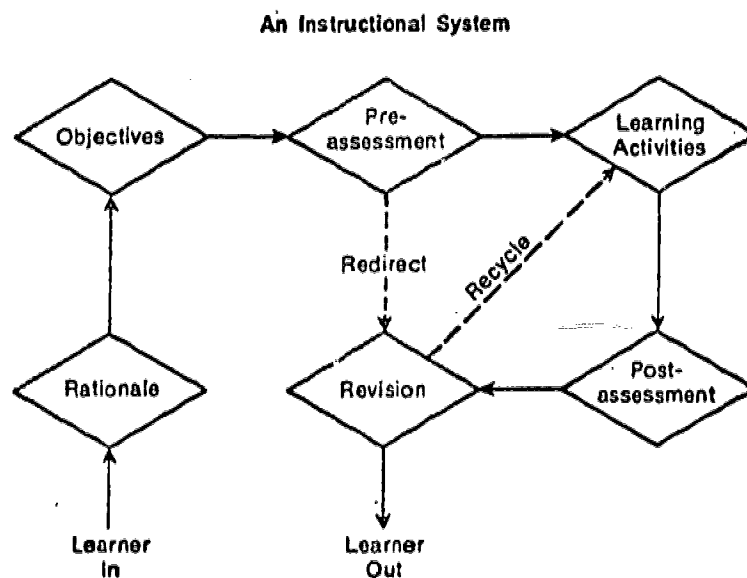 An Instructional System
Objectives
Pre-
assessment
Learning
Activities
Redirect
Recycle
Rationale
Revision
Post-
assessment
Learner
In
Learner
Out